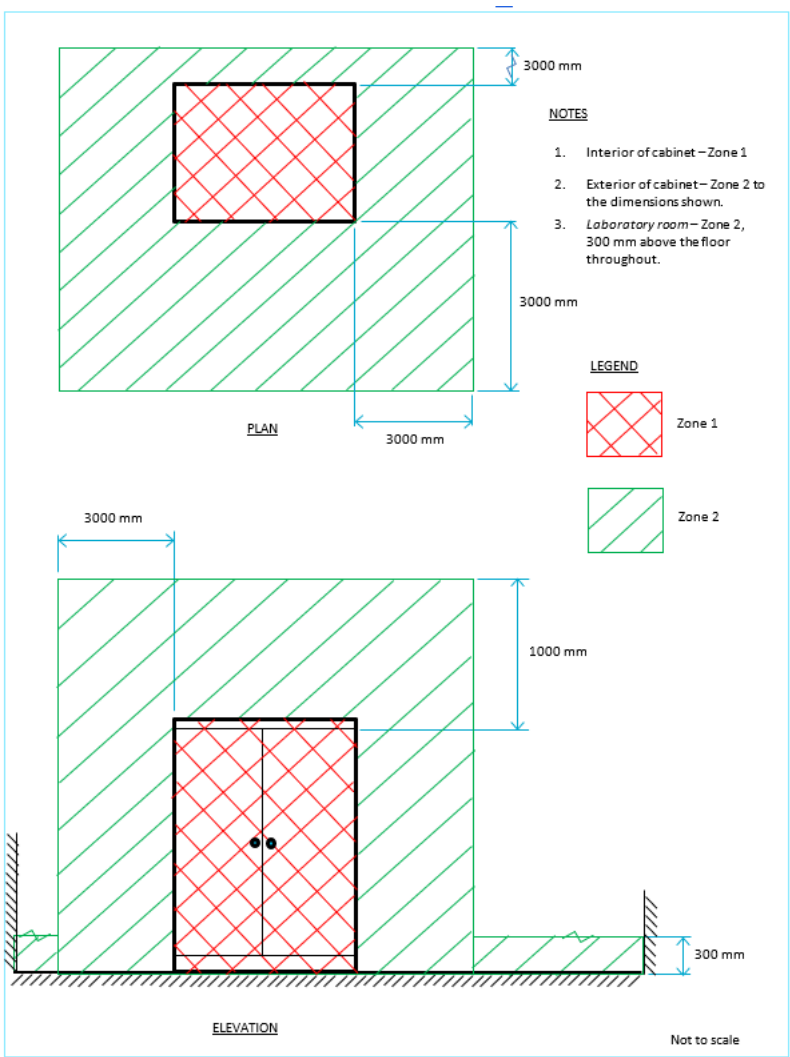 3000 mm
NOTES
1. Interior of cabinet – Zone 1
2. Exterior of cabinet – Zone 2 to
the dimensions shown.
3. Laboratory room – Zone 2,
300 mm above the floor
throughout.
3000 mm
LEGEND
Zone 1
PLAN
3000 mm
Zone 2
3000 mm
1000 mm
300 mm
ELEVATION
Not to scale